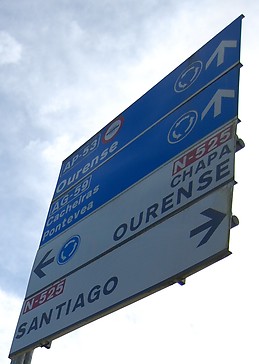 AP-53
Ourense
AG-59
Cacheiras
Pontevea
N-525
CHAPA
OURENSE
N-525
SANTIAGO